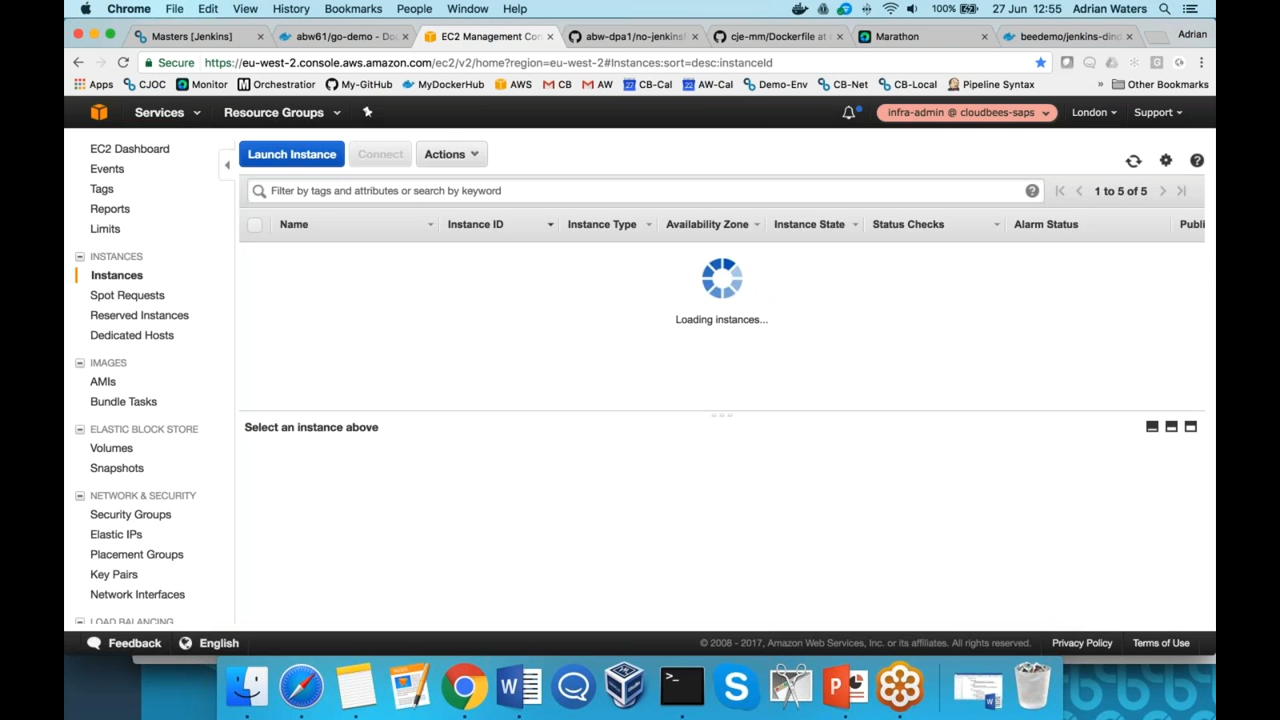 Chrome File Edit View History Bookmarks People Window Help 100% 27 Jun 12:55 Adrian Waters
Masters [Jenkins] abw61/go-demo - Do EC2 Management Con abw-dpa1/no-jenkins cje-mm/Dockerfile at Marathon beedemo/jenkins-dind Adrian
Secure https://eu-west-2.console.aws.amazon.com/ec2/v2/home?region=eu-west-2#Instances:sort=desc:instanceId
Apps CJOC Monitor Orchestratior My-GitHub MyDockerHub AWS CB AW CB-Cal AW-Cal Demo-Env CB-Net CB-Local Pipeline Syntax » Other Bookmarks
Services Resource Groups infra-admin @ cloudbees-saps London Support
EC2 Dashboard
Events
Tags
Reports
Limits
INSTANCES
Instances
Spot Requests
Reserved Instances
Dedicated Hosts
IMAGES
AMIs
Bundle Tasks
ELASTIC BLOCK STORE
Volumes
Snapshots
NETWORK & SECURITY
Security Groups
Elastic IPs
Placement Groups
Key Pairs
Network Interfaces
LOAD BALANCING
Launch Instance Connect Actions
Filter by tags and attributes or search by keyword 1 to 5 of 5
Name Instance ID Instance Type Availability Zone Instance State Status Checks Alarm Status Publi
Loading instances...
Select an instance above
Feedback English © 2008 - 2017, Amazon Web Services, Inc. or its affiliates. All rights reserved. Privacy Policy Terms of Use